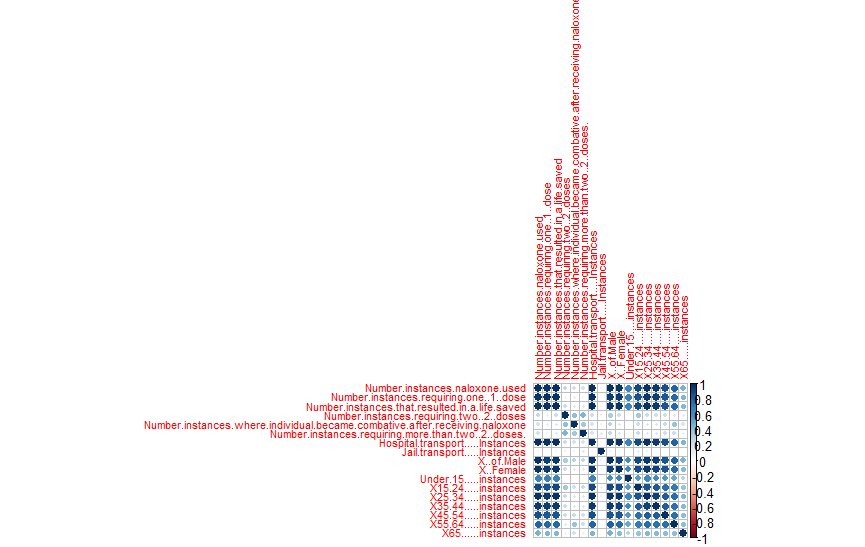 Number.instances.naloxone.used
Number.instances.requiring.one..1..dose
Number.instances.that.resulted.in.a.life.saved
Number.instances.requiring.two..2..doses
Number.instances.where.individual.became.combative.after.receiving.naloxone
Number.instances.requiring.more.than.two..2..doses.
Hospital.transport.....Instances
Jail.transport.....Instances
X..of.Male
X..Female
Under.15.....instances
X15.24.....instances
X25.34.....instances
X35.44.....instances
X45.54.....instances
X55.64.....instances
X65......instances
Number.instances.naloxone.used
Number.instances.requiring.one..1..dose
Number.instances.that.resulted.in.a.life.saved
Number.instances.requiring.two..2..doses
Number.instances.where.individual.became.combative.after.receiving.naloxone
Number.instances.requiring.more.than.two..2..doses.
Hospital.transport.....Instances
Jail.transport.....Instances
X..of.Male
X..Female
Under.15.....instances
X15.24.....instances
X25.34.....instances
X35.44.....instances
X45.54.....instances
X55.64.....instances
X65......instances
1
0.8
0.6
0.4
0.2
0
-0.2
-0.4
-0.6
-0.8
-1